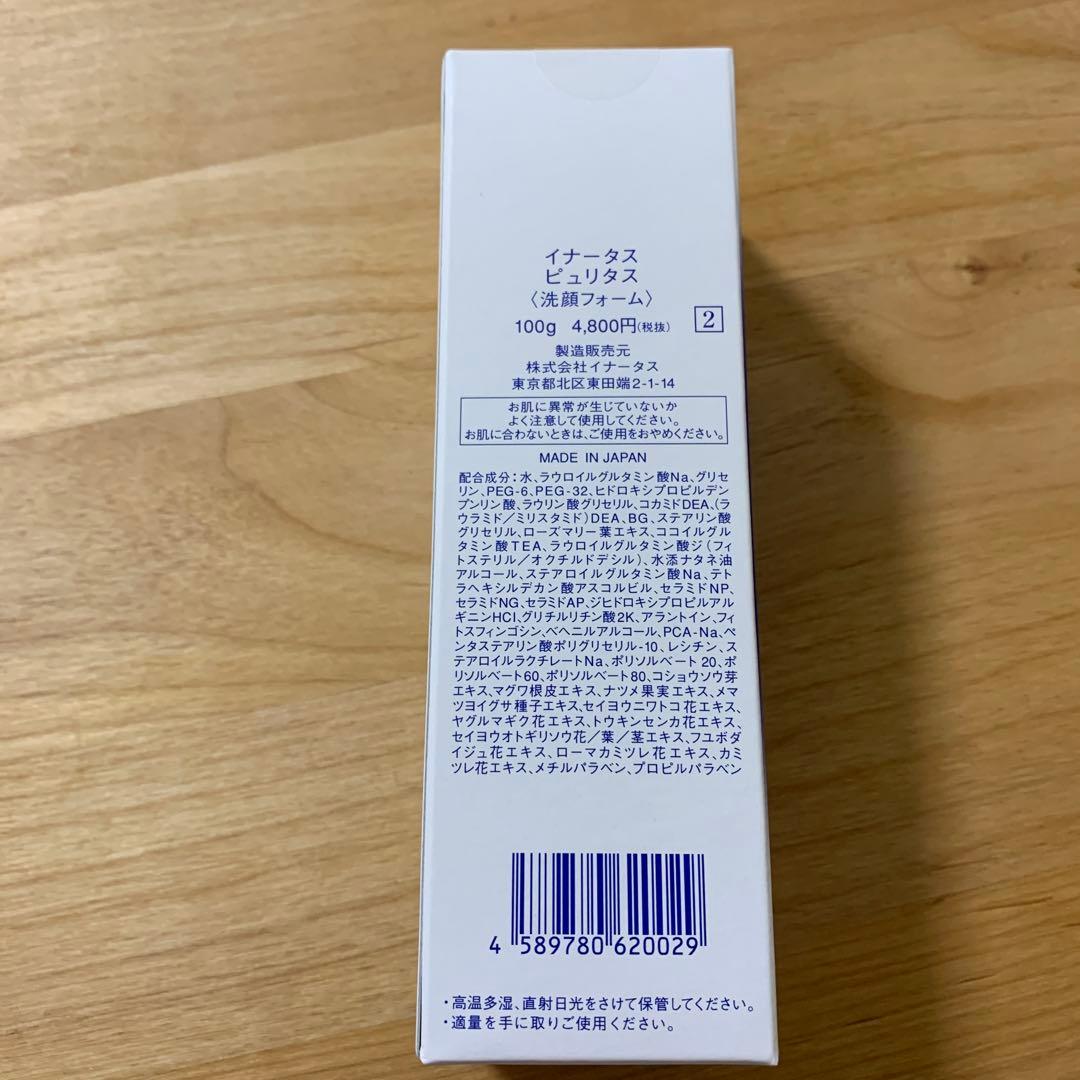 イナータス
ピュリタス
〈洗顔フォーム〉
100g 4,800円(税抜) 2
製造販売元
株式会社イナータス
東京都北区東田端2-1-14
お肌に異常が生じていないか
よく注意して使用してください。
お肌に合わないときは、ご使用をおやめください。
MADE IN JAPAN
配合成分:水、ラウロイルグルタミン酸Na、グリセ
リン、PEG-6、PEG-32、ヒドロキシプロピルデン
プンリン酸、ラウリン酸グリセリル、コカミドDEA、(ラ
ウラミド/ミリスタミド)DEA、BG、ステアリン酸
グリセリル、ローズマリー葉エキス、ココイルグル
タミン酸TEA、ラウロイルグルタミン酸ジ(フィ
トステリル/オクチルドデシル)、水添ナタネ油
アルコール、ステアロイルグルタミン酸Na、テト
ラヘキシルデカン酸アスコルビル、セラミドNP、
セラミドNG、セラミドAP、ジヒドロキシプロピルアル
ギニンHCl、グリチルリチン酸2K、アラントイン、フィ
トスフィンゴシン、ベヘニルアルコール、PCA-Na、ペ
ンタステアリン酸ポリグリセリル-10、レシチン、ス
テアロイルラクチレートNa、ポリソルベート20、ポ
リソルベート60、ポリソルベート80、コショウソウ芽
エキス、マグワ根皮エキス、ナツメ果実エキス、メマ
ツヨイグサ種子エキス、セイヨウニワトコ花エキス、
ヤグルマギク花エキス、トウキンセンカ花エキス、
セイヨウオトギリソウ花/葉/茎エキス、フユボダ
イジュ花エキス、ローマカミツレ花エキス、カミ
ツレ花エキス、メチルパラベン、プロピルパラベン
4 589780 620029
・高温多湿、直射日光をさけて保管してください。
・適量を手に取りご使用ください。